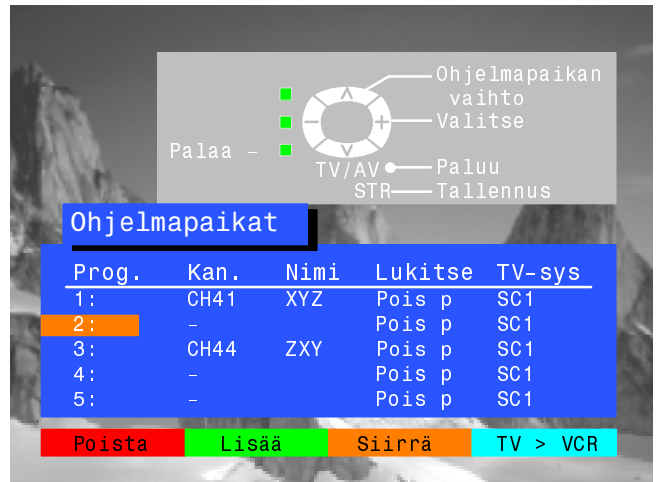 Ohjelmapaikan
vaihto
Valitse
Palaa –
TV/AV Paluu
STR Tallennus
Ohjelmapaikat
Prog. Kan. Nimi Lukitse TV-sys
1: CH41 XYZ Pois p SC1
2: – Pois p SC1
3: CH44 ZXY Pois p SC1
4: – Pois p SC1
5: – Pois p SC1
Poista Lisää Siirrä TV > VCR